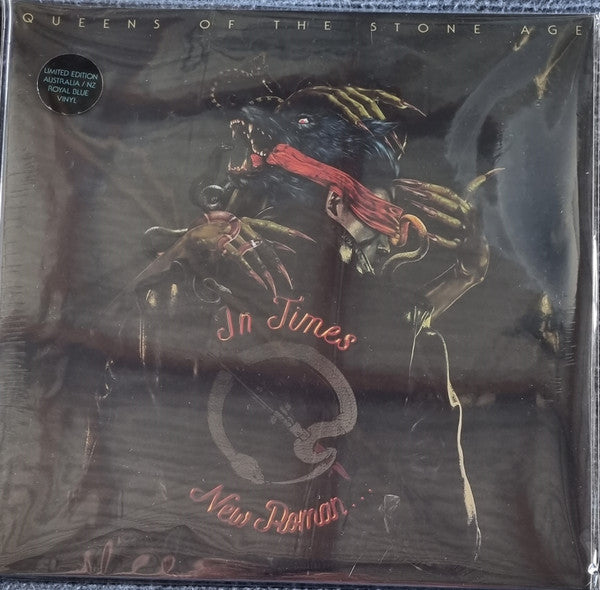 QUEENS OF THE STONE AGE
LIMITED EDITION
AUSTRALIA / NZ
ROYAL BLUE
VINYL
In Times
New Roman...